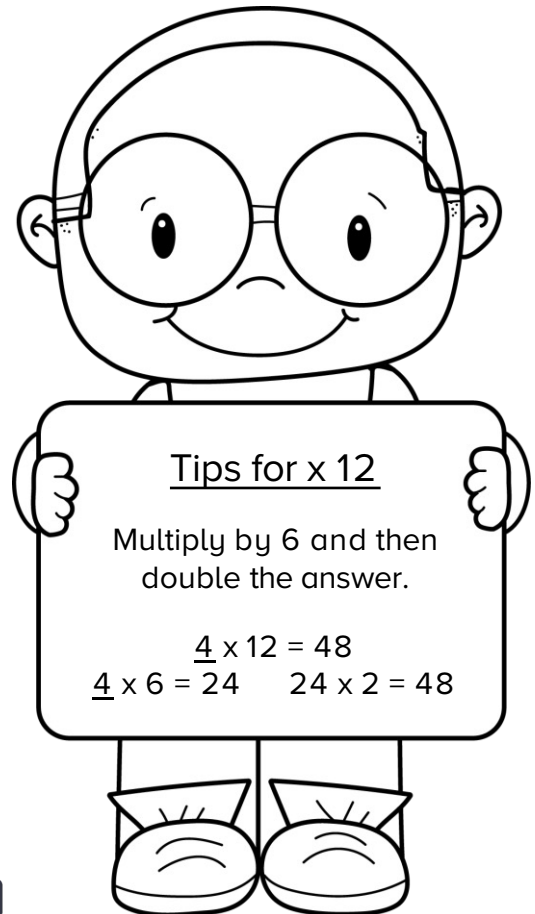 Tips for x 12
Multiply by 6 and then
double the answer.
4 x 12 = 48
4 x 6 = 24 24 x 2 = 48